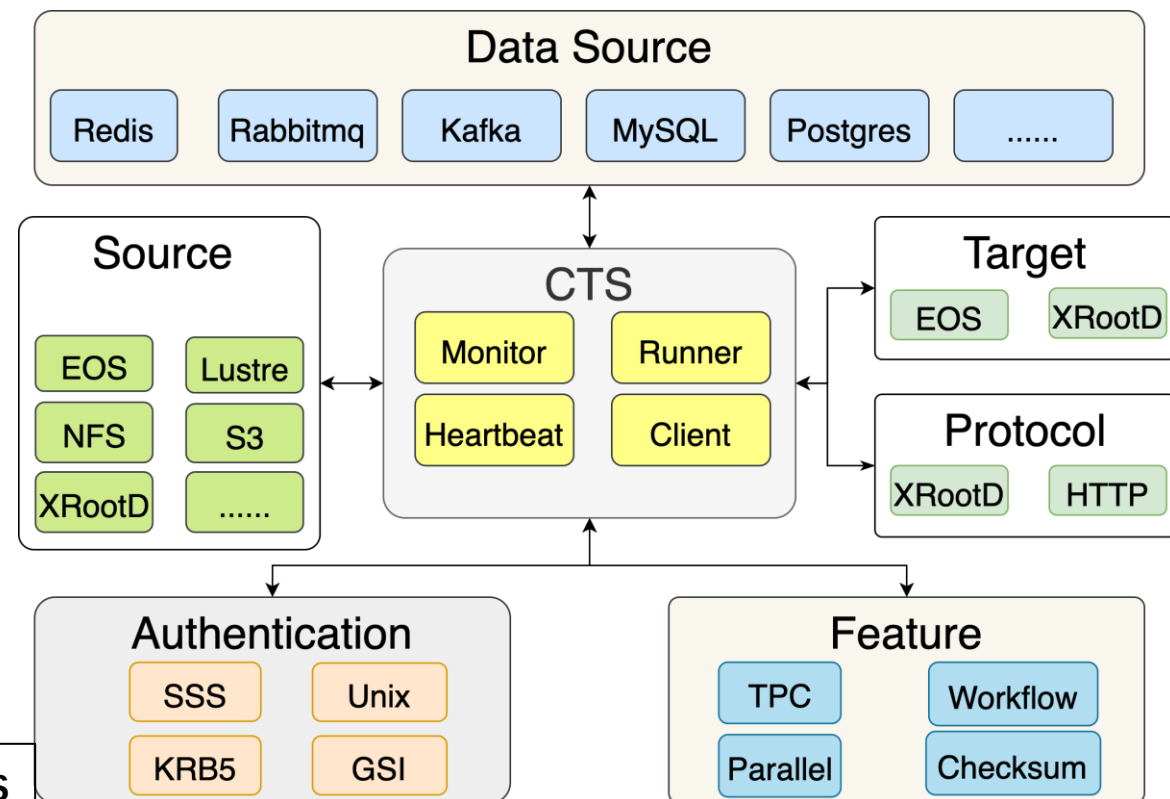 Data Source
Redis Rabbitmq Kafka MySQL Postgres ......
Source
EOS Lustre
NFS S3
XRootD ......
CTS
Monitor Runner
Heartbeat Client
Target
EOS XRootD
Protocol
XRootD HTTP
Authentication
SSS Unix
KRB5 GSI
Feature
TPC Workflow
Parallel Checksum
s